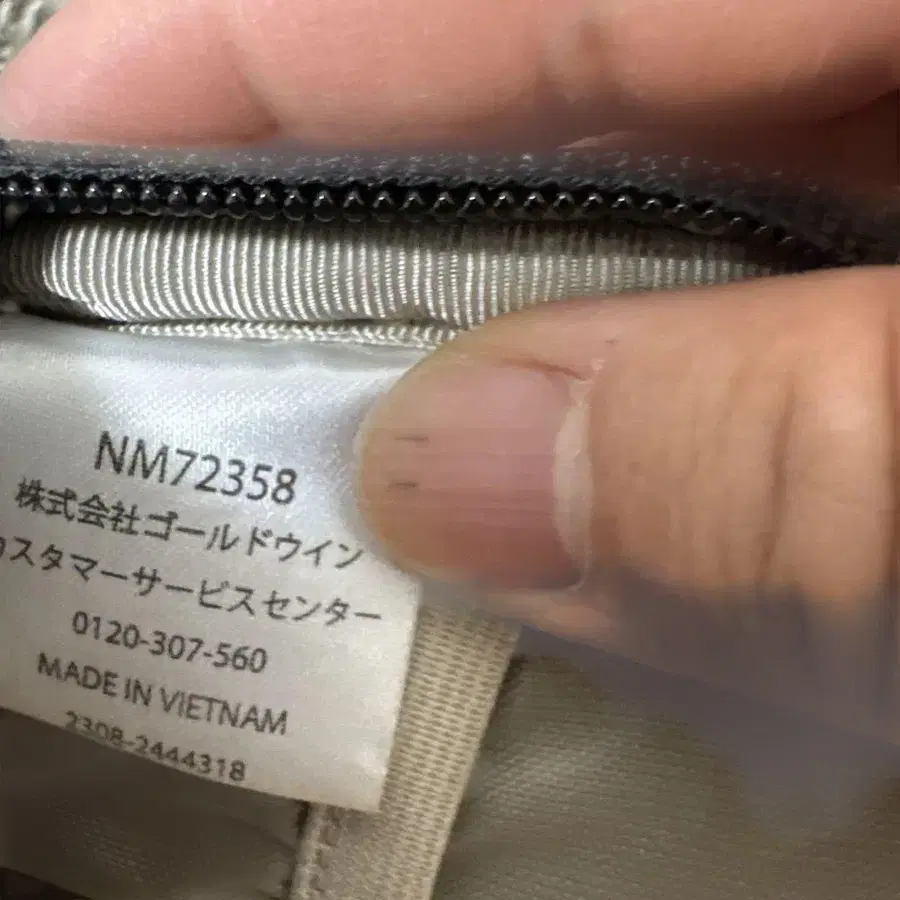 NM72358
株式会社ゴールドウイン
カスタマーサービスセンター
0120-307-560
MADE IN VIETNAM
2308-2444318